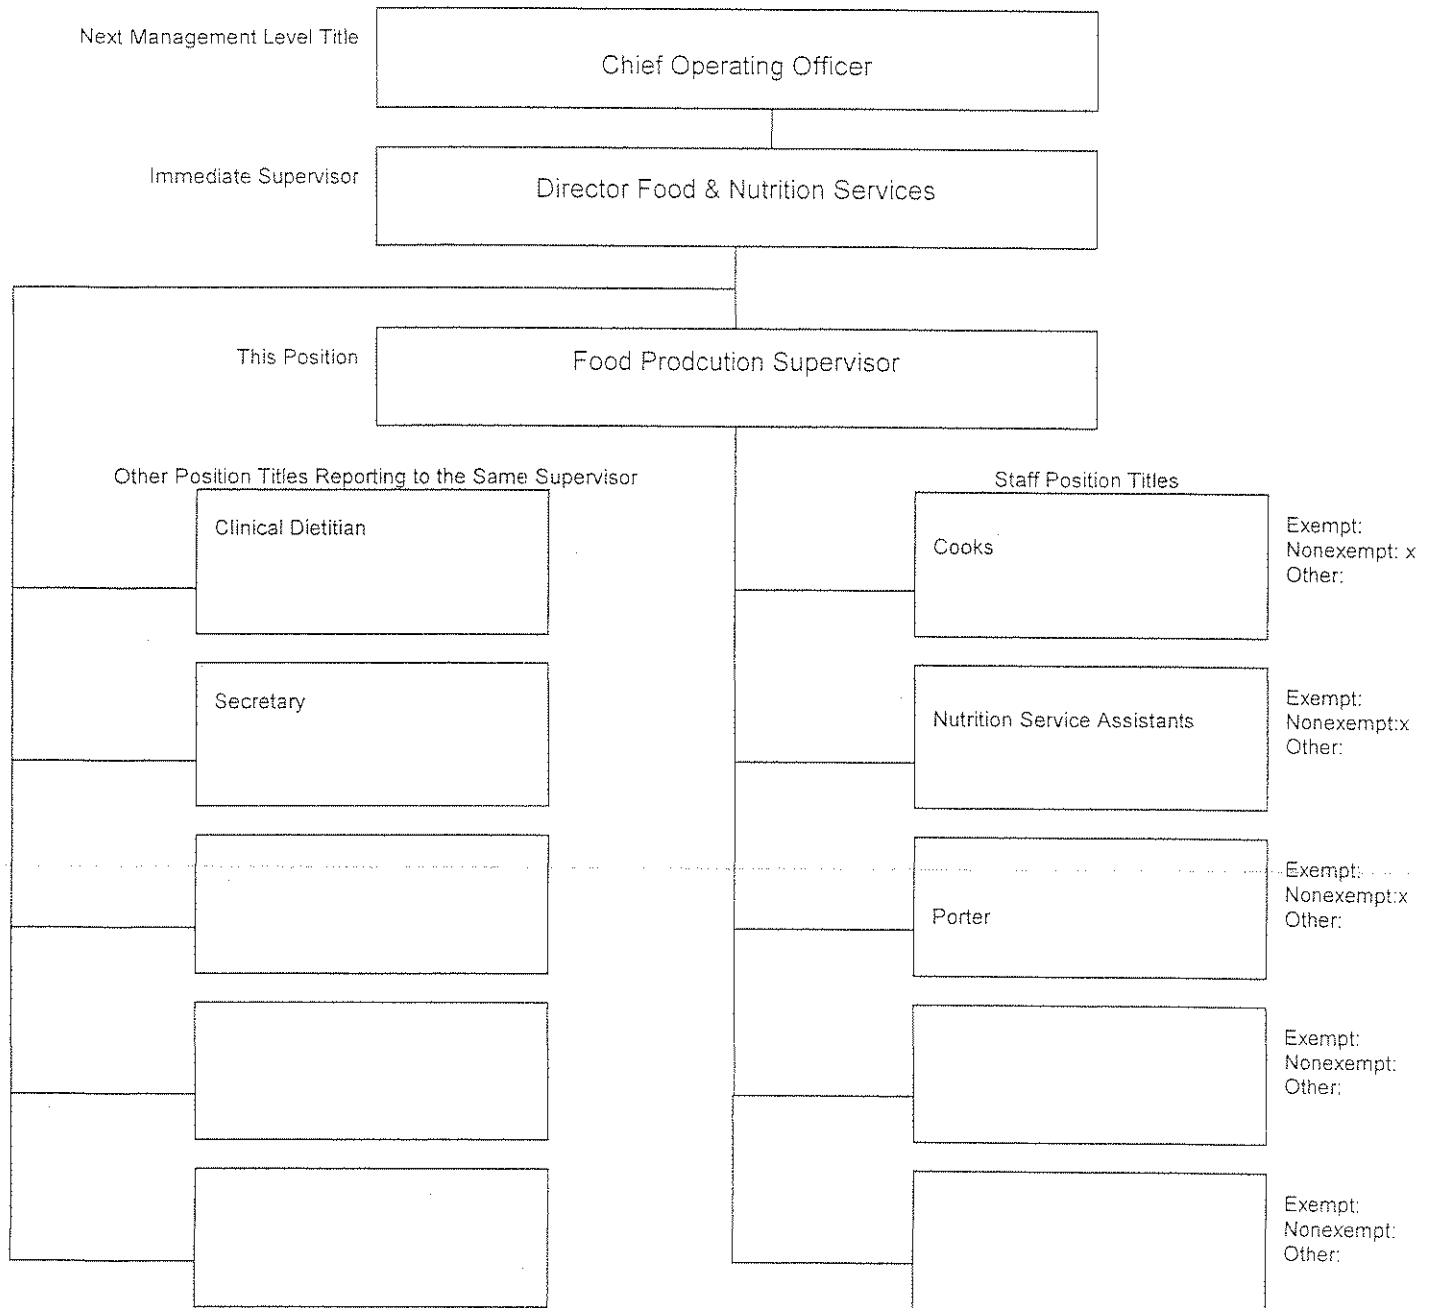 Next Management Level Title
Chief Operating Officer
Immediate Supervisor
Director Food & Nutrition Services
This Position
Food Prodcution Supervisor
Other Position Titles Reporting to the Same Supervisor
Clinical Dietitian
Secretary
Staff Position Titles
Cooks
Exempt:
Nonexempt: x
Other:
Nutrition Service Assistants
Exempt:
Nonexempt:x
Other:
Porter
Exempt:
Nonexempt:x
Other:
Exempt:
Nonexempt:
Other:
Exempt:
Nonexempt:
Other: